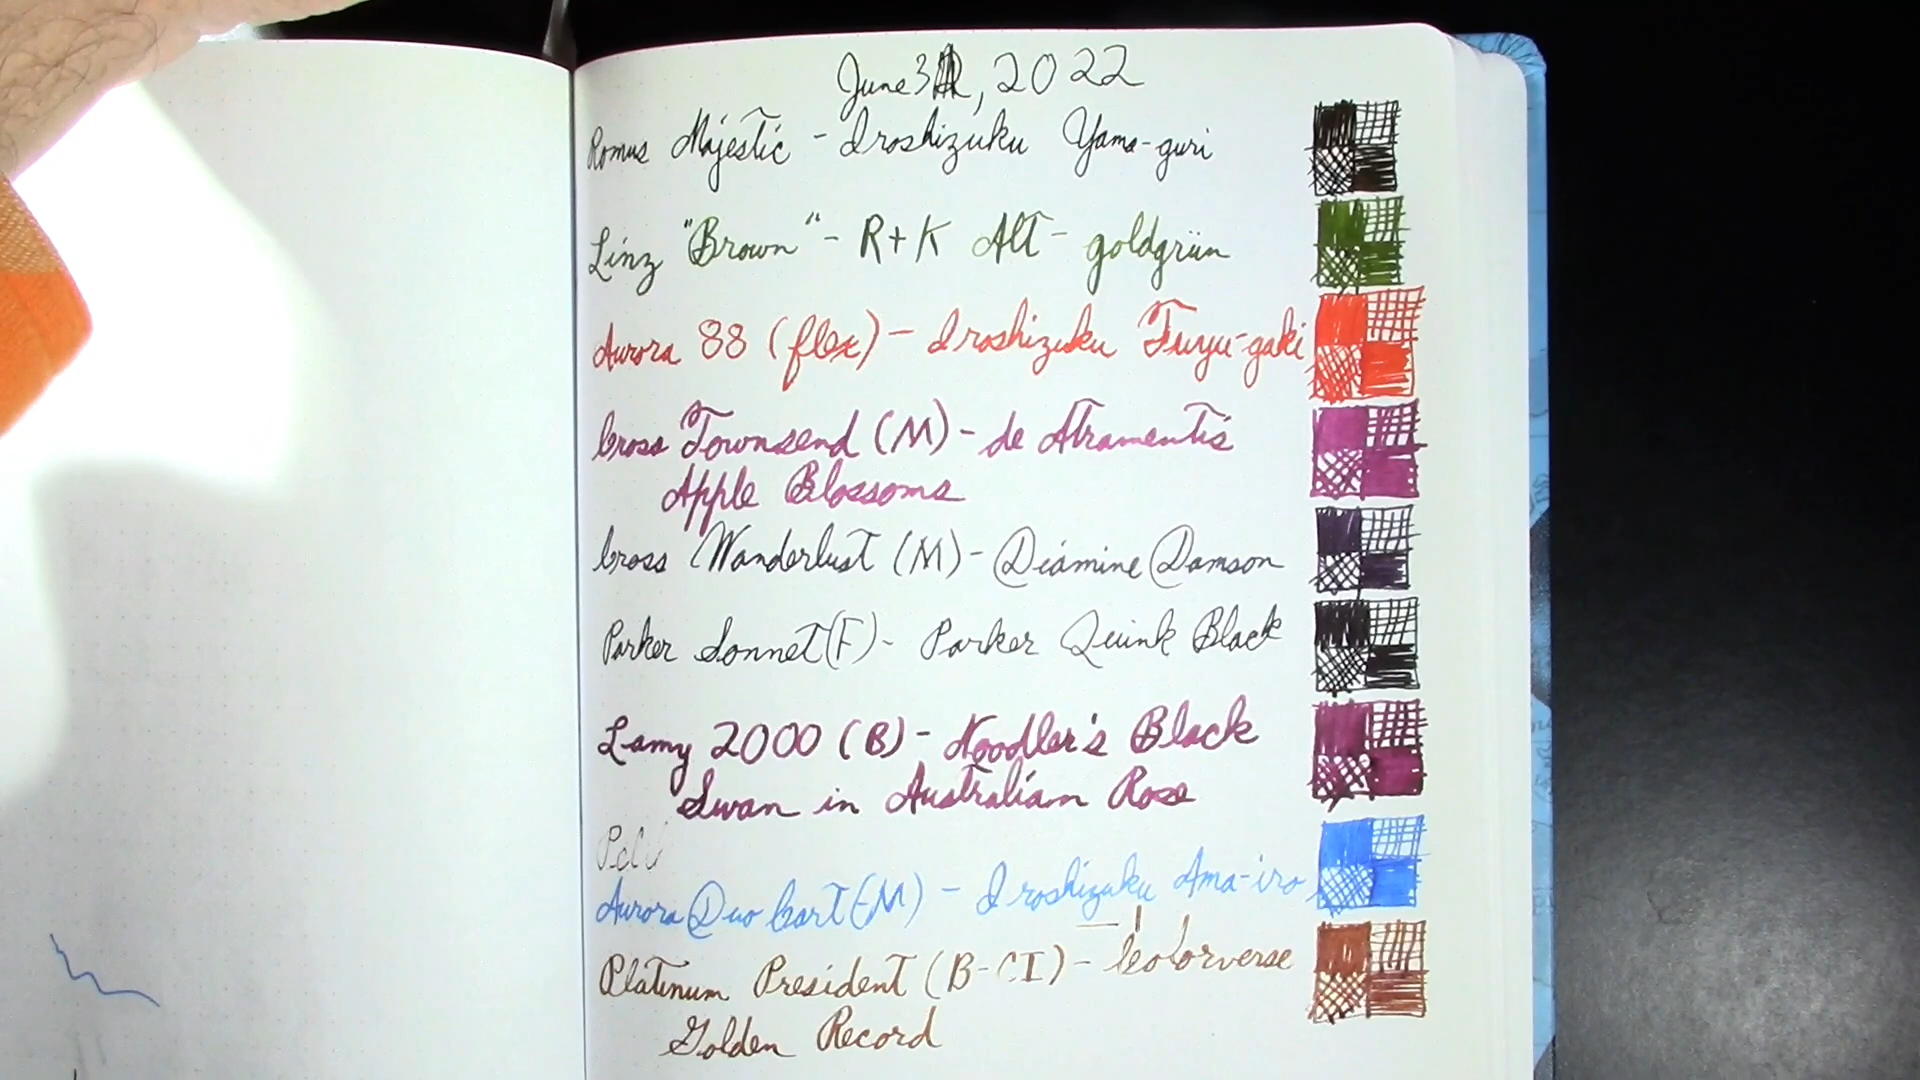 June 3, 2022
Romus Majestic - Iroshizuku Yama-guri
Linz "Brown" - R+K Alt-goldgrün
Aurora 88 (flex) - Iroshizuku Fuyu-gaki
Cross Townsend (M) - de Atramentis
Apple Blossoms
Cross Wanderlust (M) - Diamine Damson
Parker Sonnet (F) - Parker Quink Black
Lamy 2000 (B) - Noodler's Black
Swan in Australian Rose
Pel
Aurora Duo Cart (M) - Iroshizuku Ama-iro
Platinum President (B-CI) - Colorverse
Golden Record